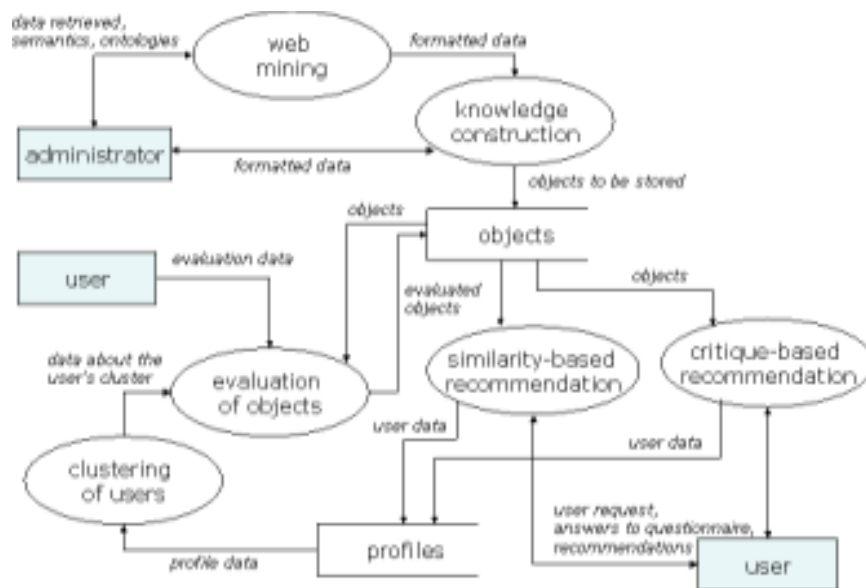 data retrieved,
semantics, ontologies
web
mining
formatted data
knowledge
construction
administrator
formatted data
objects to be stored
objects
objects
user
evaluation data
evaluated
objects
objects
data about the
user's cluster
evaluation
of objects
similarity-based
recommendation
critique-based
recommendation
user data
user data
clustering
of users
user request,
answers to questionnaire,
recommendations
profile data
profiles
user